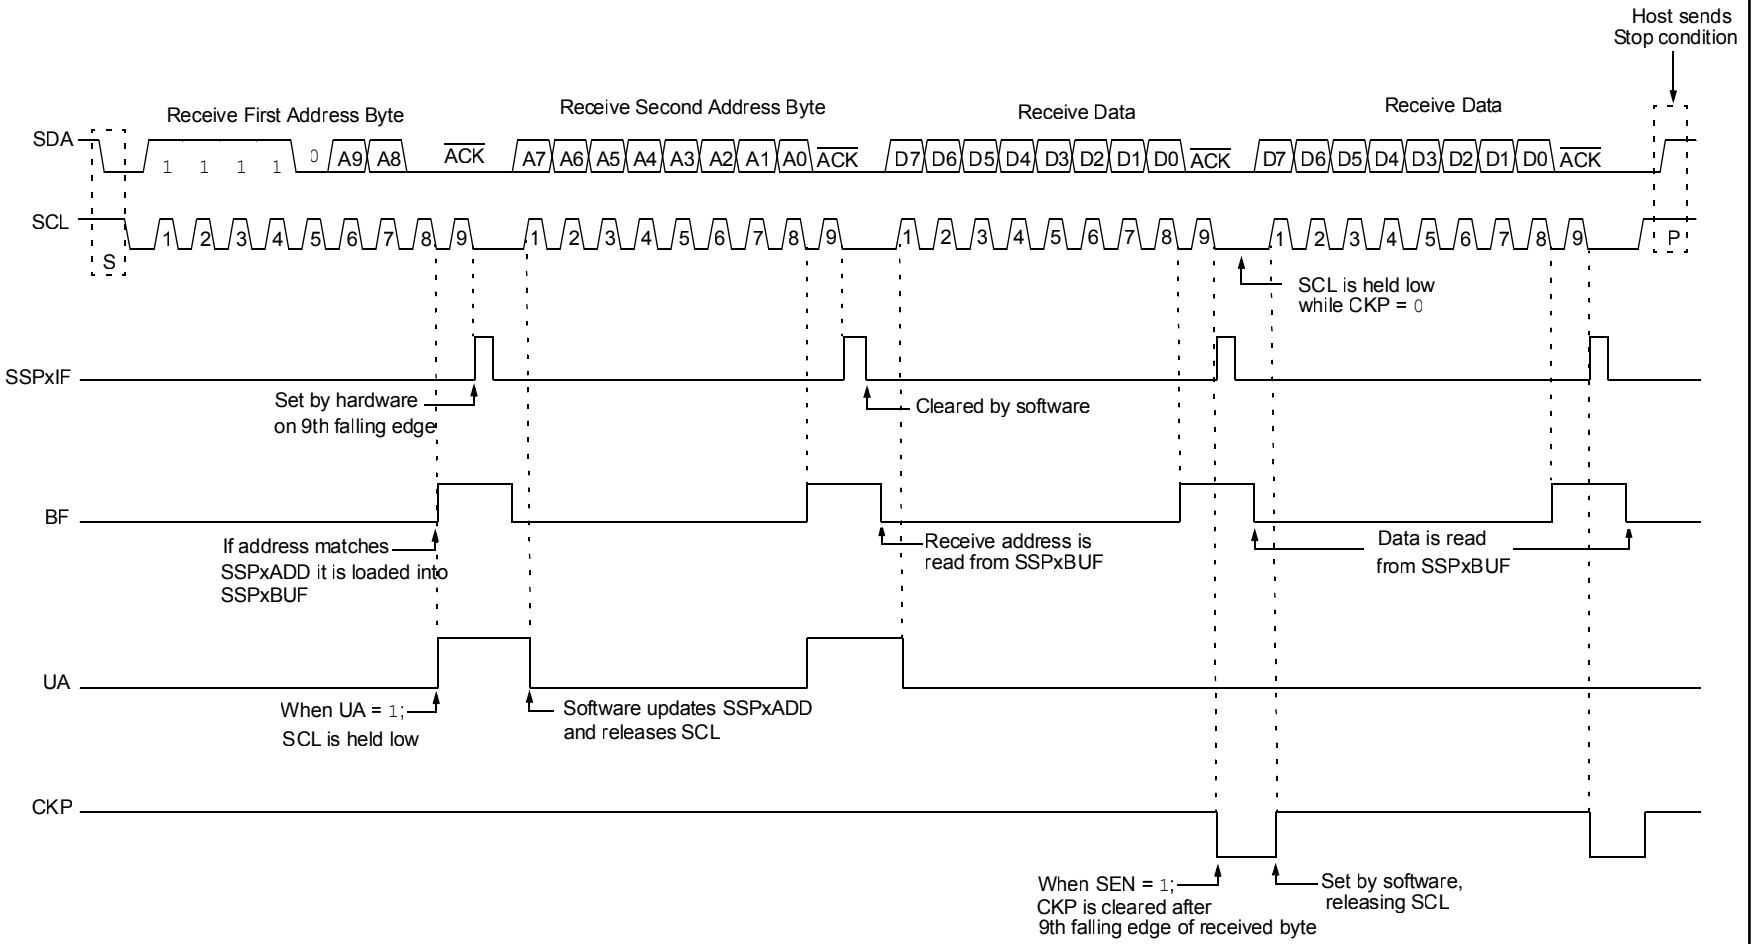 Host sends
Stop condition
Receive First Address Byte
Receive Second Address Byte
Receive Data
Receive Data
SDA
1 1 1 1 0 A9 A8 ACK A7 A6 A5 A4 A3 A2 A1 A0 ACK D7 D6 D5 D4 D3 D2 D1 D0 ACK D7 D6 D5 D4 D3 D2 D1 D0 ACK
SCL
S 1 2 3 4 5 6 7 8 9 1 2 3 4 5 6 7 8 9 1 2 3 4 5 6 7 8 9 1 2 3 4 5 6 7 8 9 P
SCL is held low
while CKP = 0
SSPxIF
Set by hardware
on 9th falling edge
Cleared by software
BF
If address matches
SSPxADD it is loaded into
SSPxBUF
Receive address is
read from SSPxBUF
Data is read
from SSPxBUF
UA
When UA = 1;
SCL is held low
Software updates SSPxADD
and releases SCL
CKP
When SEN = 1;
CKP is cleared after
9th falling edge of received byte
Set by software,
releasing SCL